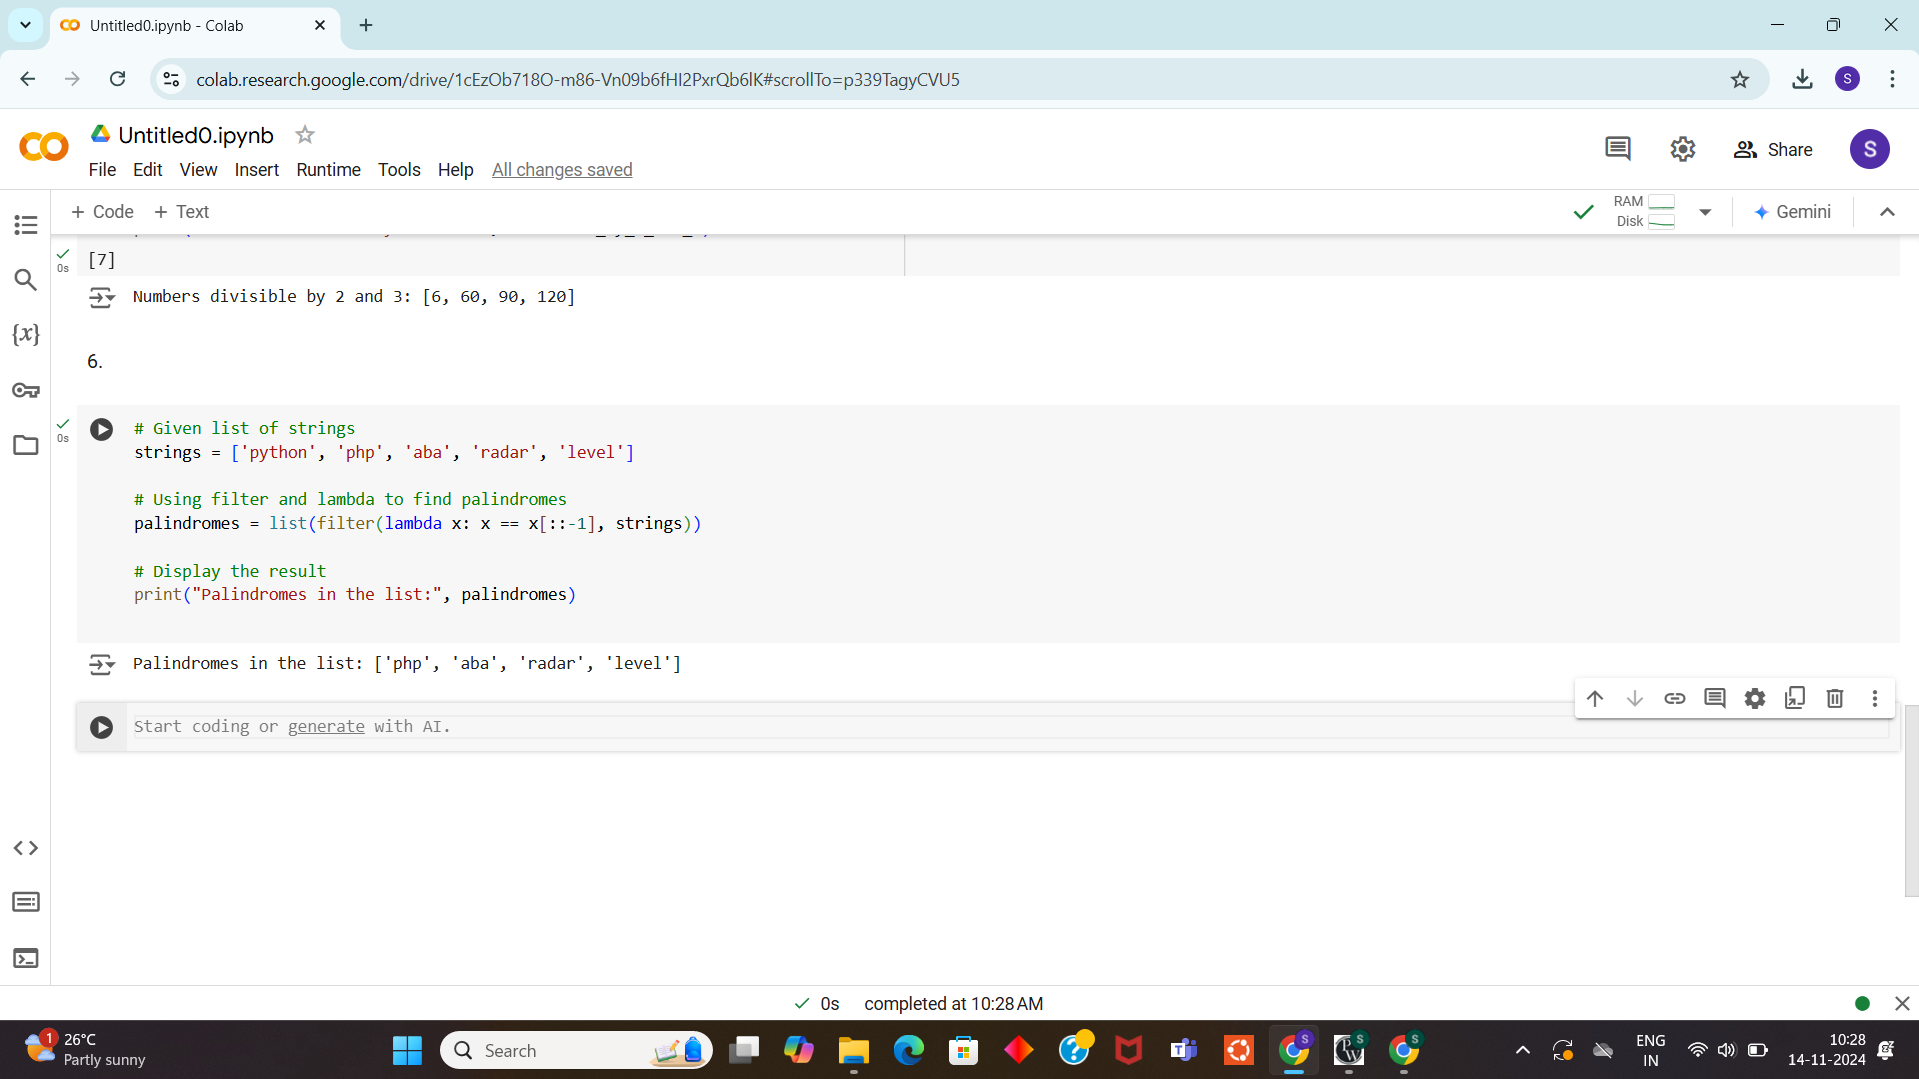 Untitled0.ipynb - Colab
colab.research.google.com/drive/1cEzOb718O-m86-Vn09b6fHI2PxrQb6lK#scrollTo=p339TagyCVU5
S
Untitled0.ipynb
File Edit View Insert Runtime Tools Help All changes saved
Share
S
+ Code + Text
RAM
Disk
Gemini
0s
[7]
Numbers divisible by 2 and 3: [6, 60, 90, 120]
{x}
6.
0s
# Given list of strings
strings = ['python', 'php', 'aba', 'radar', 'level']
# Using filter and lambda to find palindromes
palindromes = list(filter(lambda x: x == x[::-1], strings))
# Display the result
print("Palindromes in the list:", palindromes)
Palindromes in the list: ['php', 'aba', 'radar', 'level']
Start coding or generate with AI.
0s completed at 10:28 AM
1
26°C
Partly sunny
Search
ENG
IN
10:28
14-11-2024